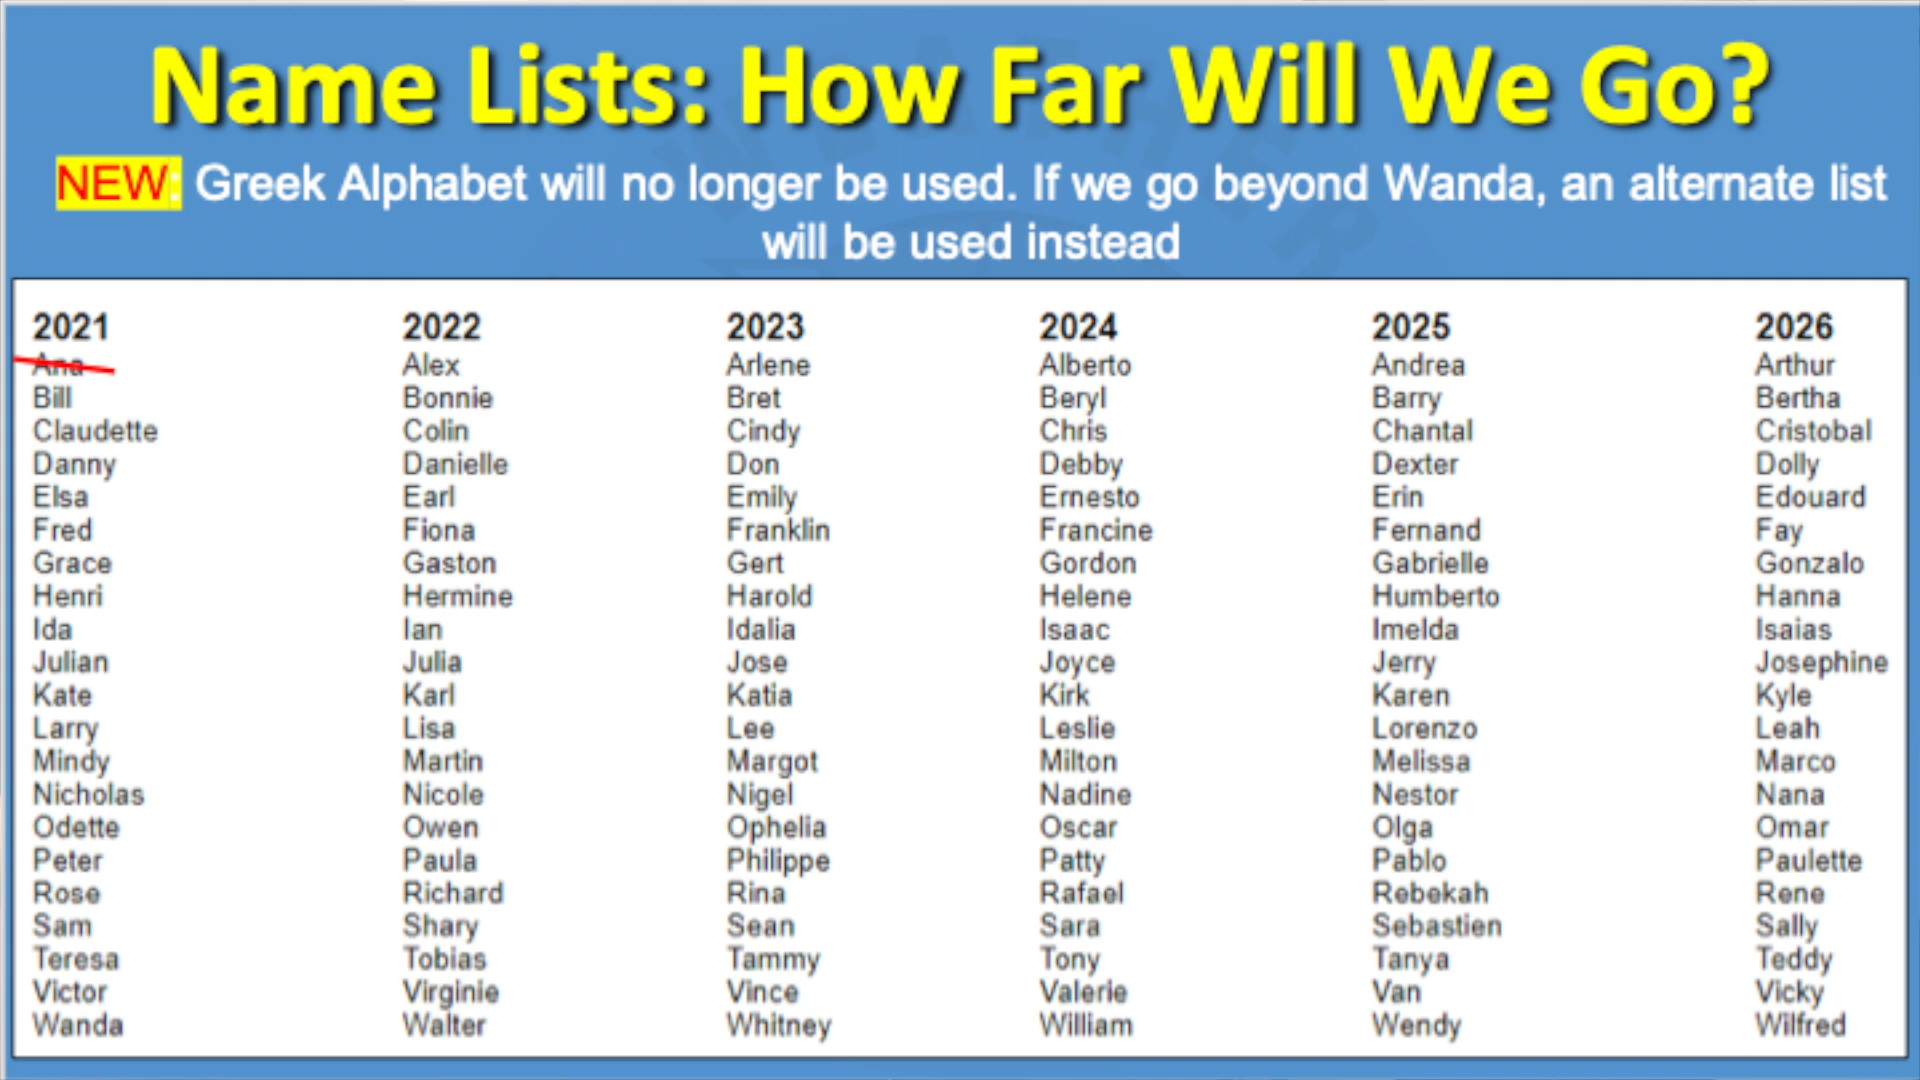 Name Lists: How Far Will We Go?
NEW: Greek Alphabet will no longer be used. If we go beyond Wanda, an alternate list
will be used instead
2021 2022 2023 2024 2025 2026
Ana Alex Arlene Alberto Andrea Arthur
Bill Bonnie Bret Beryl Barry Bertha
Claudette Colin Cindy Chris Chantal Cristobal
Danny Danielle Don Debby Dexter Dolly
Elsa Earl Emily Ernesto Erin Edouard
Fred Fiona Franklin Francine Fernand Fay
Grace Gaston Gert Gordon Gabrielle Gonzalo
Henri Hermine Harold Helene Humberto Hanna
Ida Ian Idalia Isaac Imelda Isaias
Julian Julia Jose Joyce Jerry Josephine
Kate Karl Katia Kirk Karen Kyle
Larry Lisa Lee Leslie Lorenzo Leah
Mindy Martin Margot Milton Melissa Marco
Nicholas Nicole Nigel Nadine Nestor Nana
Odette Owen Ophelia Oscar Olga Omar
Peter Paula Philippe Patty Pablo Paulette
Rose Richard Rina Rafael Rebekah Rene
Sam Shary Sean Sara Sebastien Sally
Teresa Tobias Tammy Tony Tanya Teddy
Victor Virginie Vince Valerie Van Vicky
Wanda Walter Whitney William Wendy Wilfred